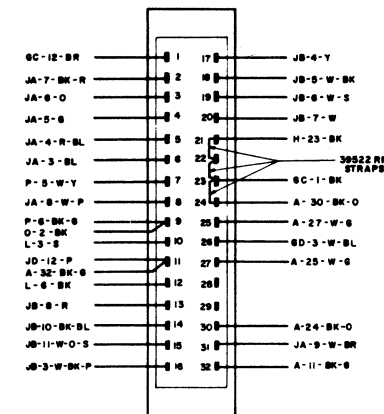 GC-12-BR 1 17 JB-4-Y
JA-7-BK-R 2 18 JB-5-W-BK
JA-6-O 3 19 JB-6-W-S
JA-5-G 4 20 JB-7-W
JA-4-R-BL 5 21 H-23-BK
JA-3-BL 6 22
39522 RI
STRAPS
P-5-W-Y 7 23 GC-1-BK
JA-8-W-P 8 24 A-30-BK-O
P-6-BK-G 9 25 A-27-W-G
O-2-BK
L-3-S 10 26 GD-3-W-BL
JD-12-P 11 27 A-25-W-G
A-32-BK-G
L-6-BK 12 28
JB-8-R 13 29
JB-10-BK-BL 14 30 A-24-BK-O
JB-11-W-O-S 15 31 JA-9-W-BR
JB-3-W-BK-P 16 32 A-11-BK-G